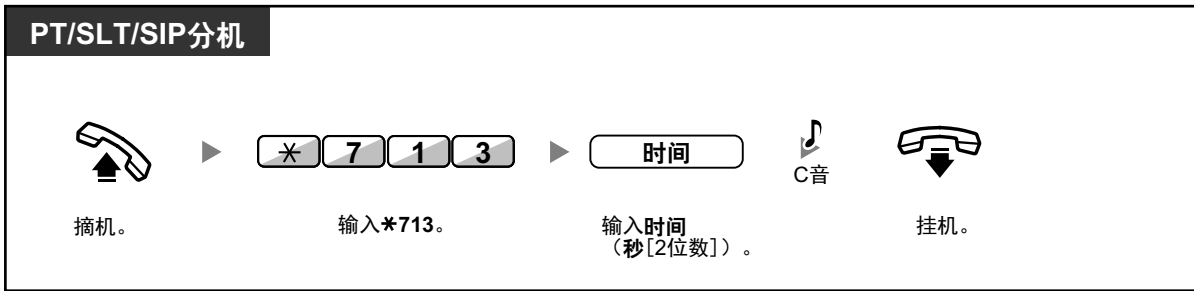 PT/SLT/SIP分机
＊ 7 1 3
时间
C音
摘机。
输入＊713。
输入时间
（秒[2位数]）。
挂机。